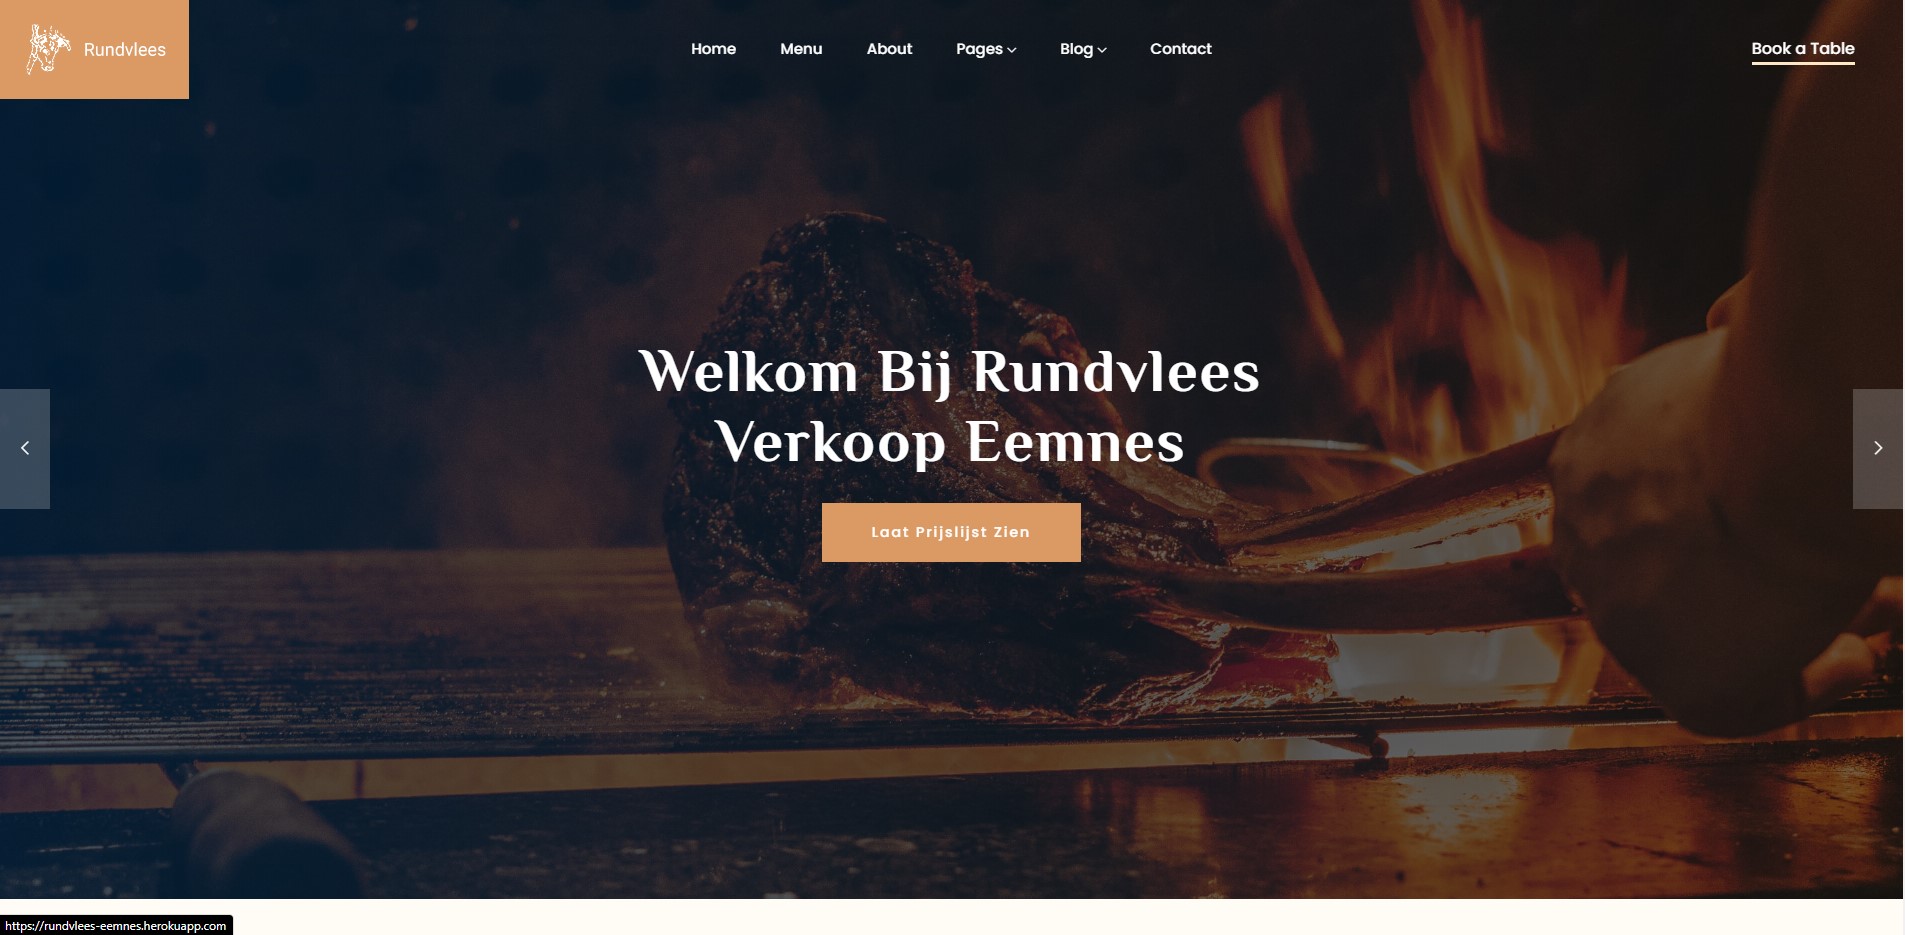 Rundvlees
Home Menu About Pages Blog Contact
Book a Table
Welkom Bij Rundvlees
Verkoop Eemnes
Laat Prijslijst Zien
https://rundvlees-eemnes.herokuapp.com